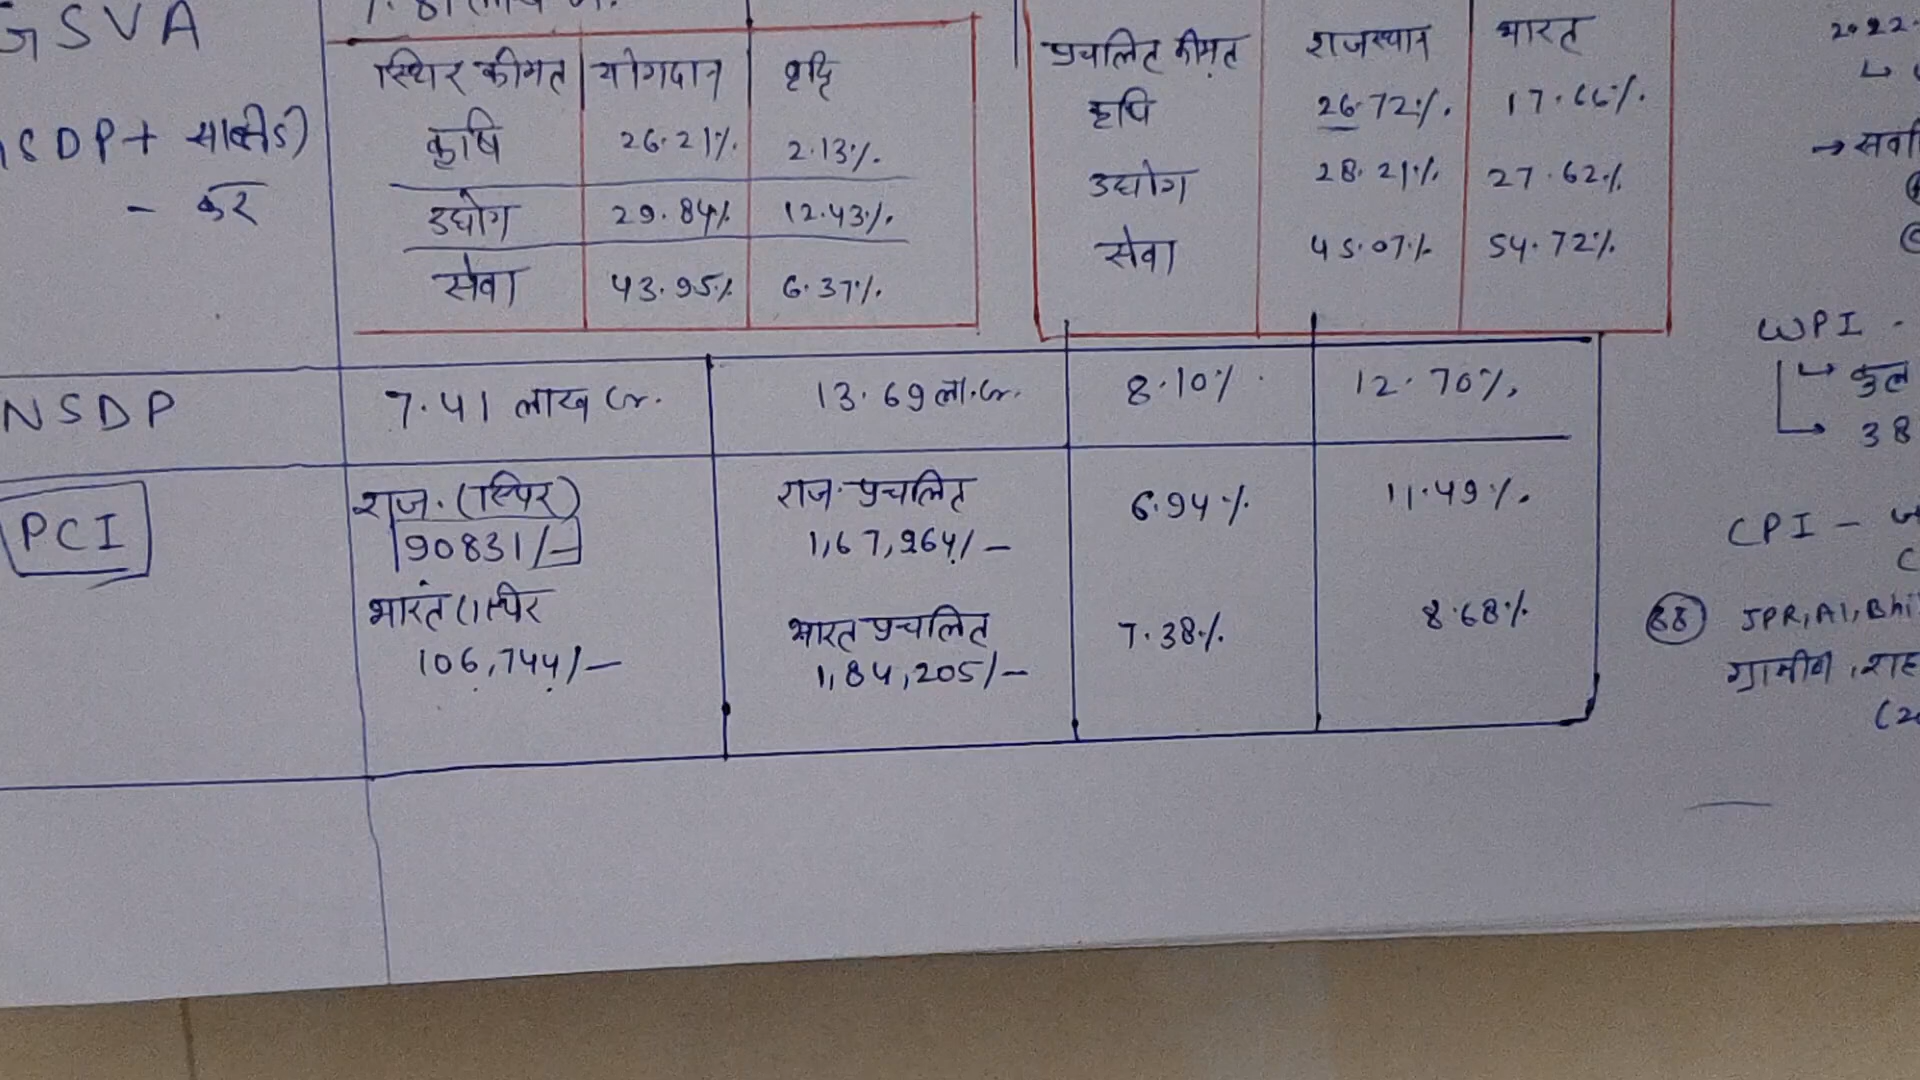 GSVA
SDP + साब्सीडी)
- कर
स्थिर कीमत योगदान वृद्धि
कृषि 26.21% 2.13%.
उद्योग 29.84% 12.43%.
सेवा 43.95% 6.37%.
प्रचलित कीमत राजस्थान भारत
कृषि 26.72%. 17.66%.
उद्योग 28.21% 27.62%
सेवा 45.07% 54.72%
NSDP 7.41 लाख Cr. 13.69 ला.Cr. 8.10% 12.70%.
PCI
राज. (स्थिर) राज. प्रचलित 6.94% 11.49%.
90831/- 1,67,964/-
भारत (स्थिर भारत प्रचलित 7.38%. 8.68%
106,744/- 1,84,205/-
2022-
WPI -
कुल
38
CPI -
JPR, Al, Bhi
ग्रामीण, शह